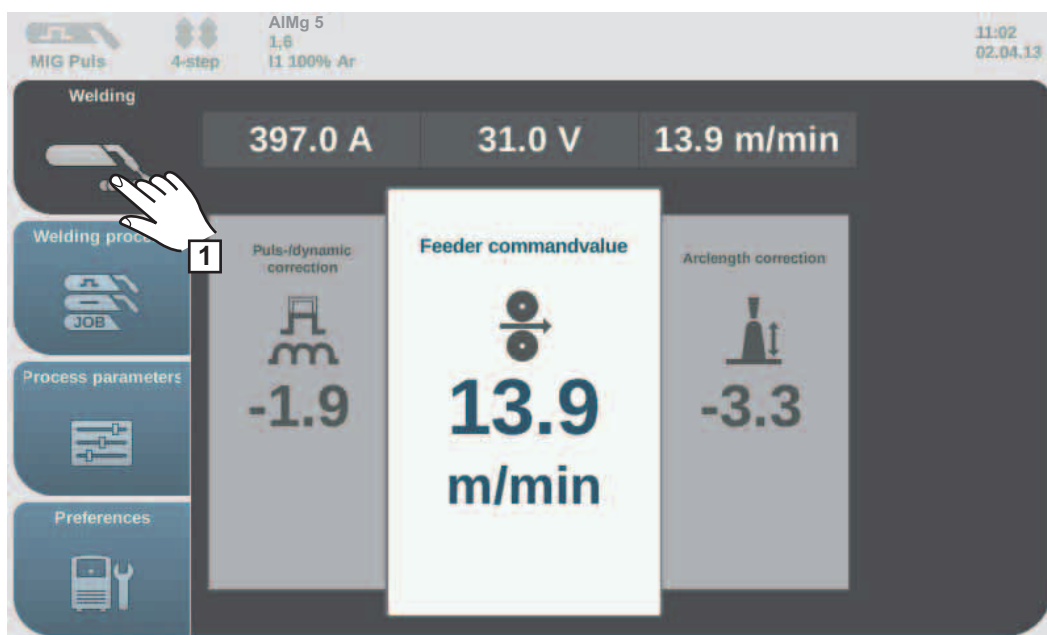 MIG Puls
4-step
AlMg 5
1,6
I1 100% Ar
11:02
02.04.13
Welding
397.0 A
31.0 V
13.9 m/min
1
Welding
Puls-/dynamic
correction
-1.9
Feeder commandvalue
13.9
m/min
Arclength correction
-3.3
JOB
Process parameters
Preferences